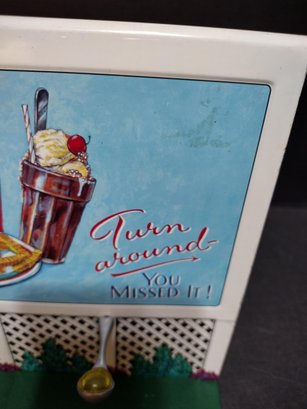 Turn
around-
YOU
MISSED IT!